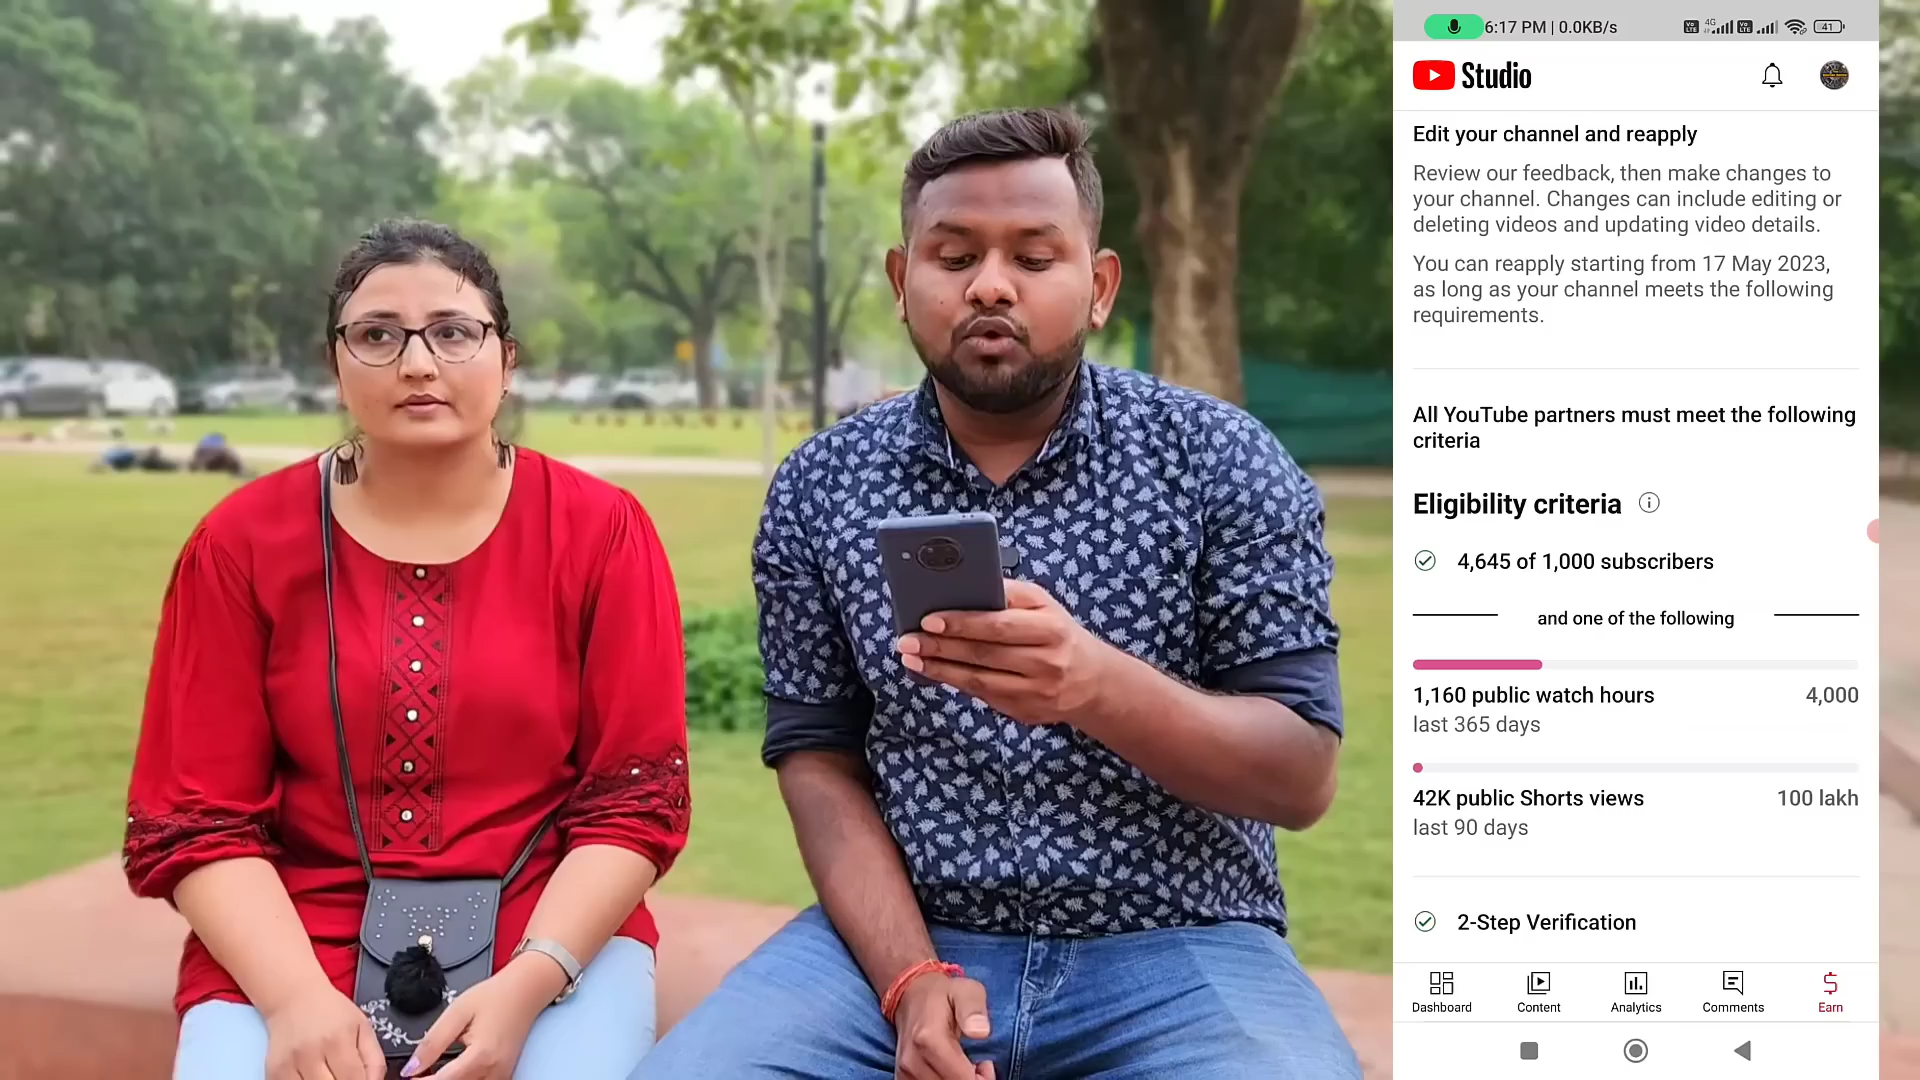 6:17 PM | 0.0KB/s
4G
41
Studio
Edit your channel and reapply
Review our feedback, then make changes to
your channel. Changes can include editing or
deleting videos and updating video details.
You can reapply starting from 17 May 2023,
as long as your channel meets the following
requirements.
All YouTube partners must meet the following
criteria
Eligibility criteria
4,645 of 1,000 subscribers
and one of the following
1,160 public watch hours 4,000
last 365 days
42K public Shorts views 100 lakh
last 90 days
2-Step Verification
Dashboard Content Analytics Comments Earn